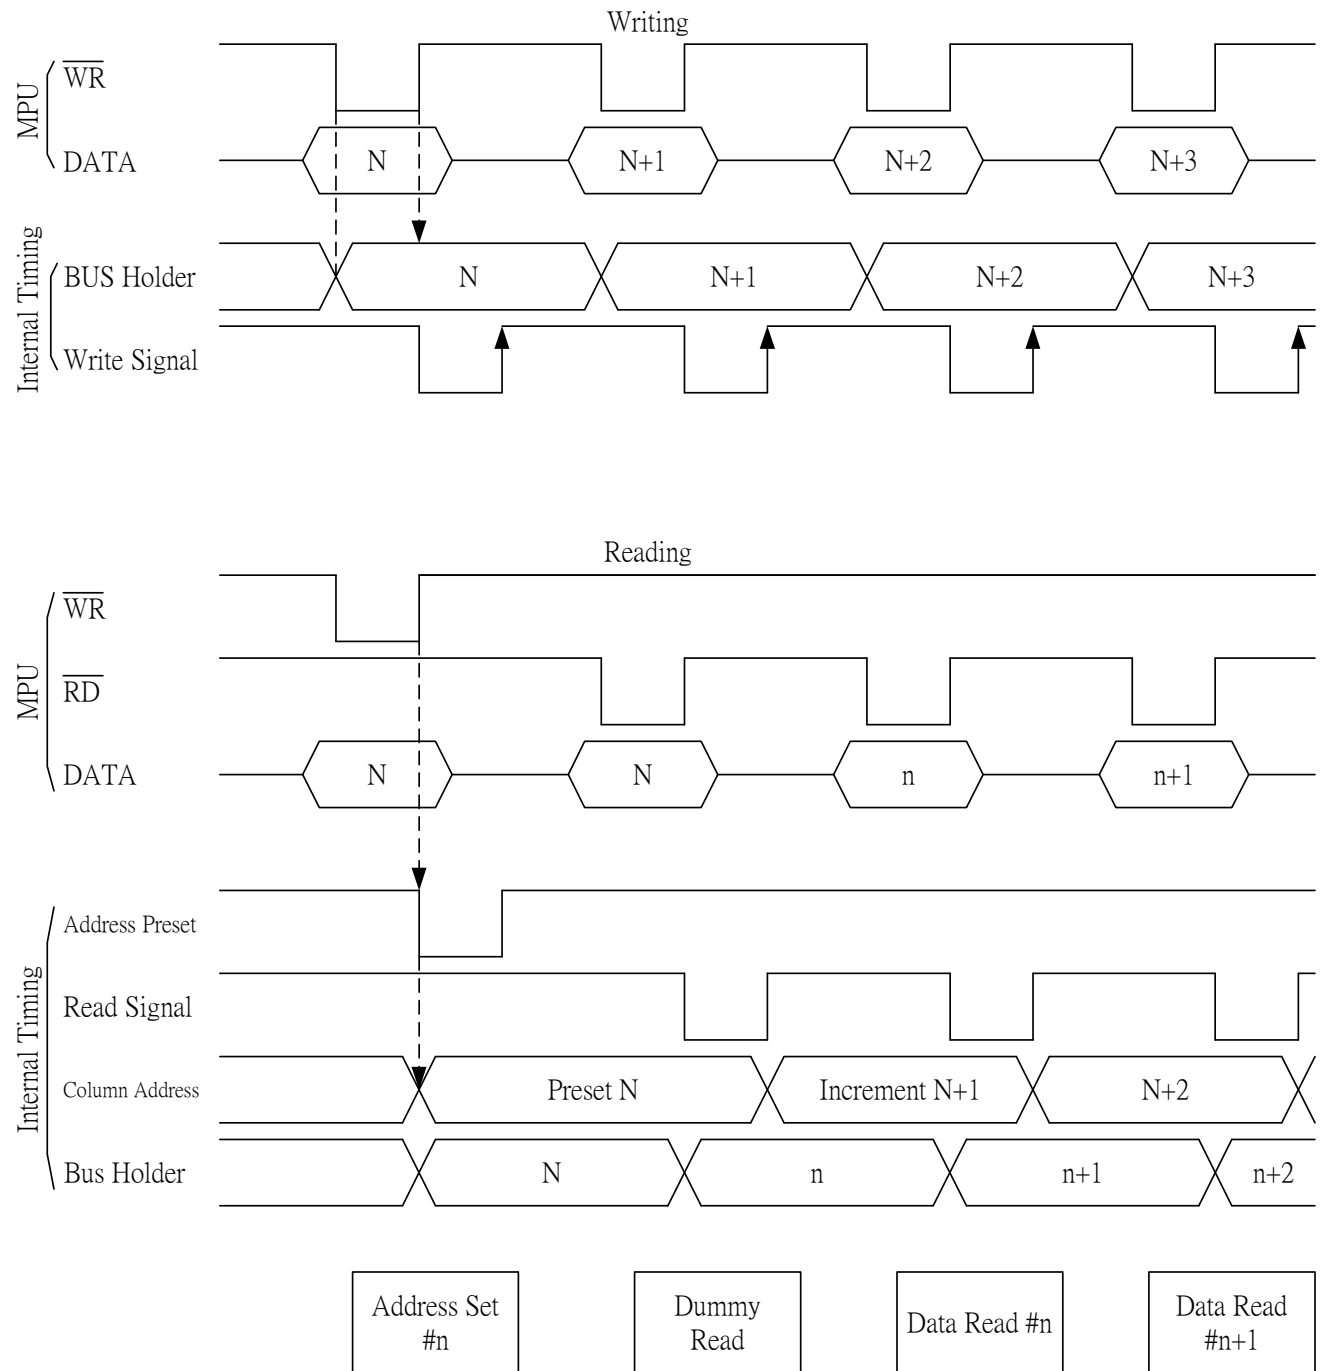 Writing
MPU
WR
DATA
N
N+1
N+2
N+3
Internal Timing
BUS Holder
N
N+1
N+2
N+3
Write Signal
Reading
MPU
WR
RD
DATA
N
N
n
n+1
Internal Timing
Address Preset
Read Signal
Column Address
Preset N
Increment N+1
N+2
Bus Holder
N
n
n+1
n+2
Address Set
#n
Dummy
Read
Data Read #n
Data Read
#n+1